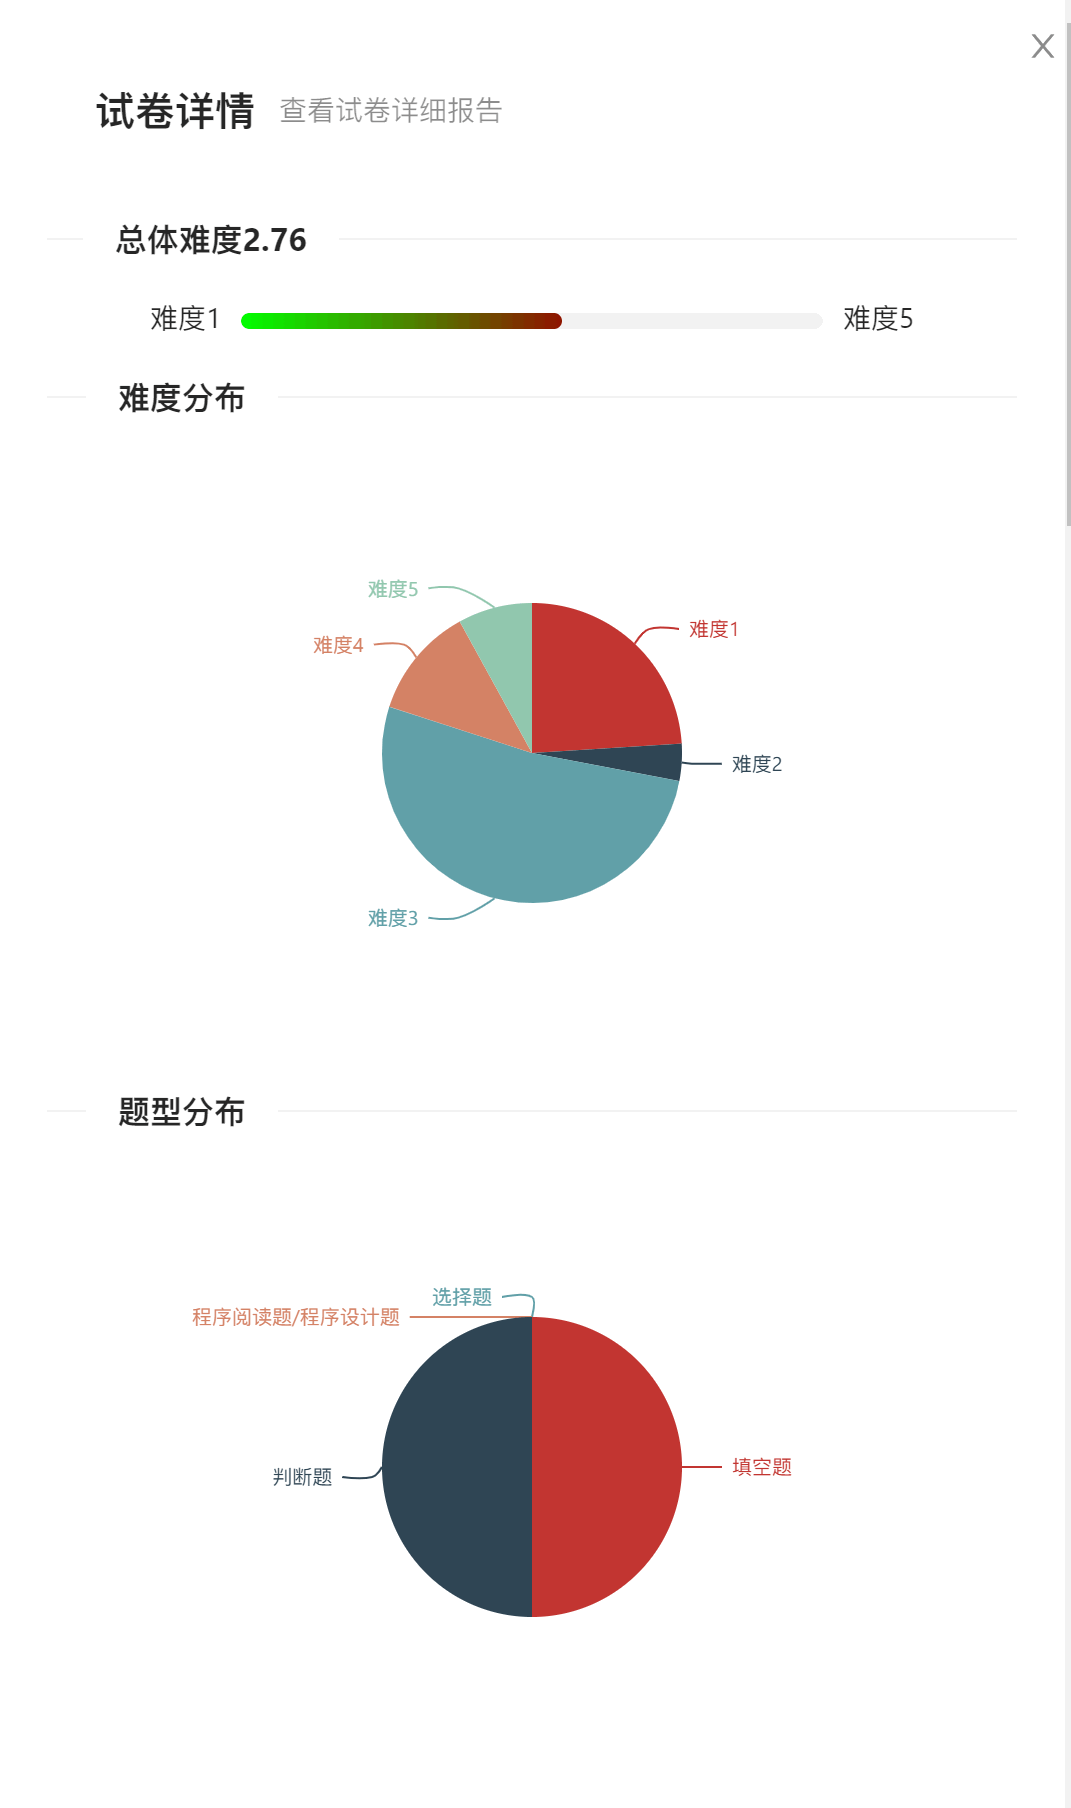 X
试卷详情 查看试卷详细报告
总体难度2.76
难度1 难度5
难度分布
难度5
难度1
难度4
难度2
难度3
题型分布
选择题
程序阅读题/程序设计题
填空题
判断题